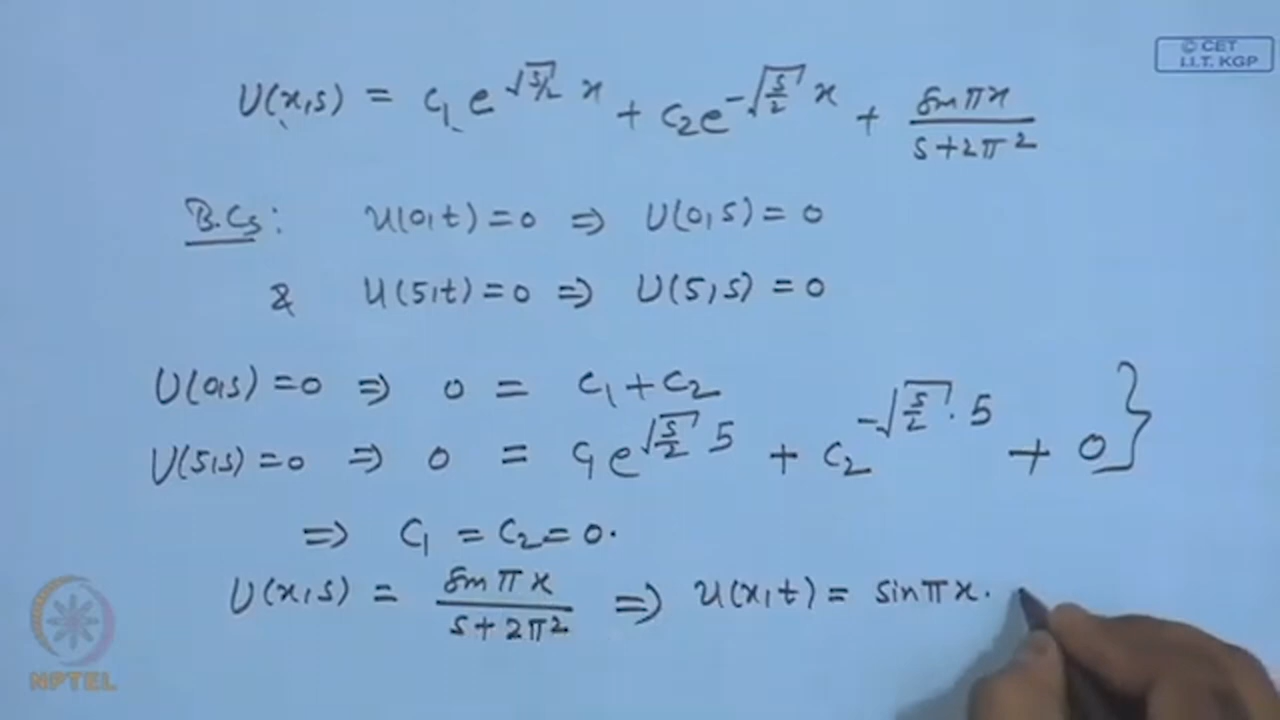 © CET
I.I.T. KGP
U(x,s) = c₁ e^{√(s/2) x} + c₂e^{-√(s/2) x} + sin πx / (s+2π²)
B.Cs: u(0,t) = 0 ⇒ U(0,s) = 0
& u(5,t) = 0 ⇒ U(5,s) = 0
U(0,s) = 0 ⇒ 0 = c₁ + c₂
U(5,s) = 0 ⇒ 0 = c₁e^{√(s/2) 5} + c₂^{-√(s/2) · 5} + 0 }
⇒ c₁ = c₂ = 0.
U(x,s) = sin πx / (s + 2π²) ⇒ u(x,t) = sin πx ·
NPTEL